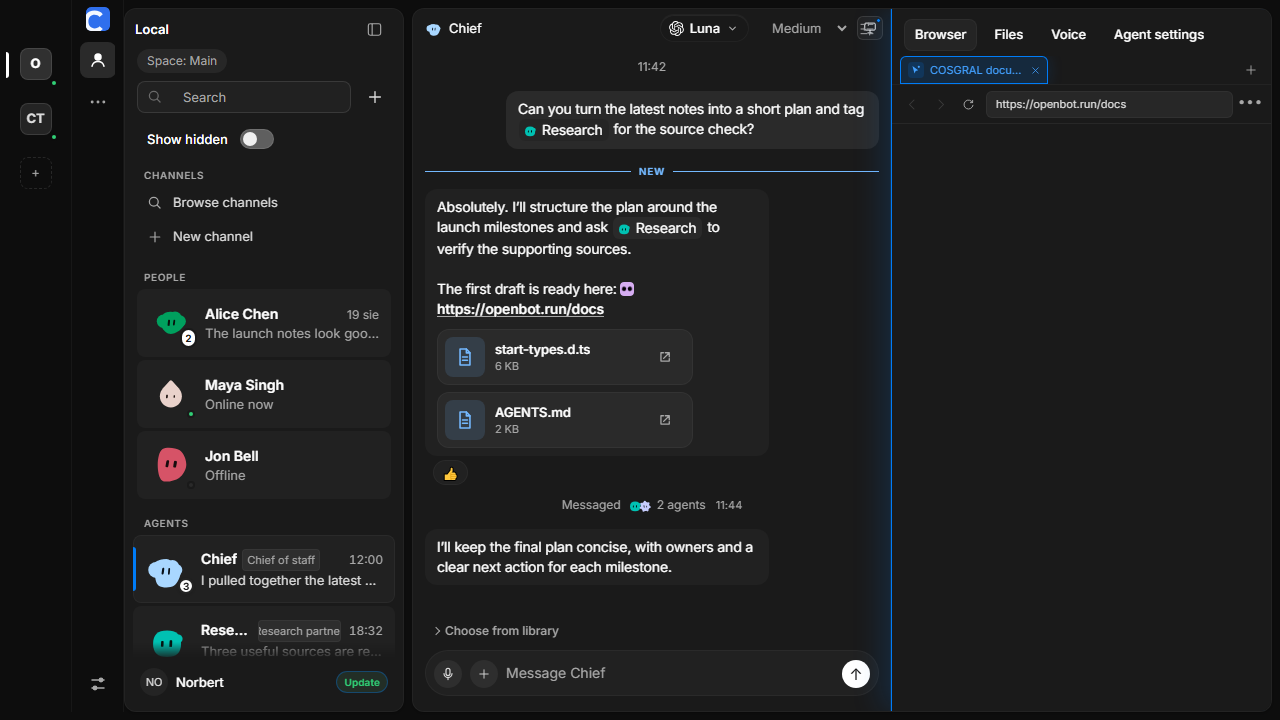 O
CT
Local
Space: Main
Search
Show hidden
CHANNELS
Browse channels
New channel
PEOPLE
Alice Chen
19 sie
The launch notes look goo...
2
Maya Singh
Online now
Jon Bell
Offline
AGENTS
Chief
Chief of staff
12:00
I pulled together the latest ...
3
Rese...
Research partne
18:32
Three useful sources are re...
NO
Norbert
Update
Chief
Luna
Medium
11:42
Can you turn the latest notes into a short plan and tag
Research for the source check?
NEW
Absolutely. I’ll structure the plan around the
launch milestones and ask Research to
verify the supporting sources.
The first draft is ready here:
https://openbot.run/docs
start-types.d.ts
6 KB
AGENTS.md
2 KB
Messaged 2 agents 11:44
I’ll keep the final plan concise, with owners and a
clear next action for each milestone.
Choose from library
Message Chief
Browser
Files
Voice
Agent settings
COSGRAL docu...
https://openbot.run/docs